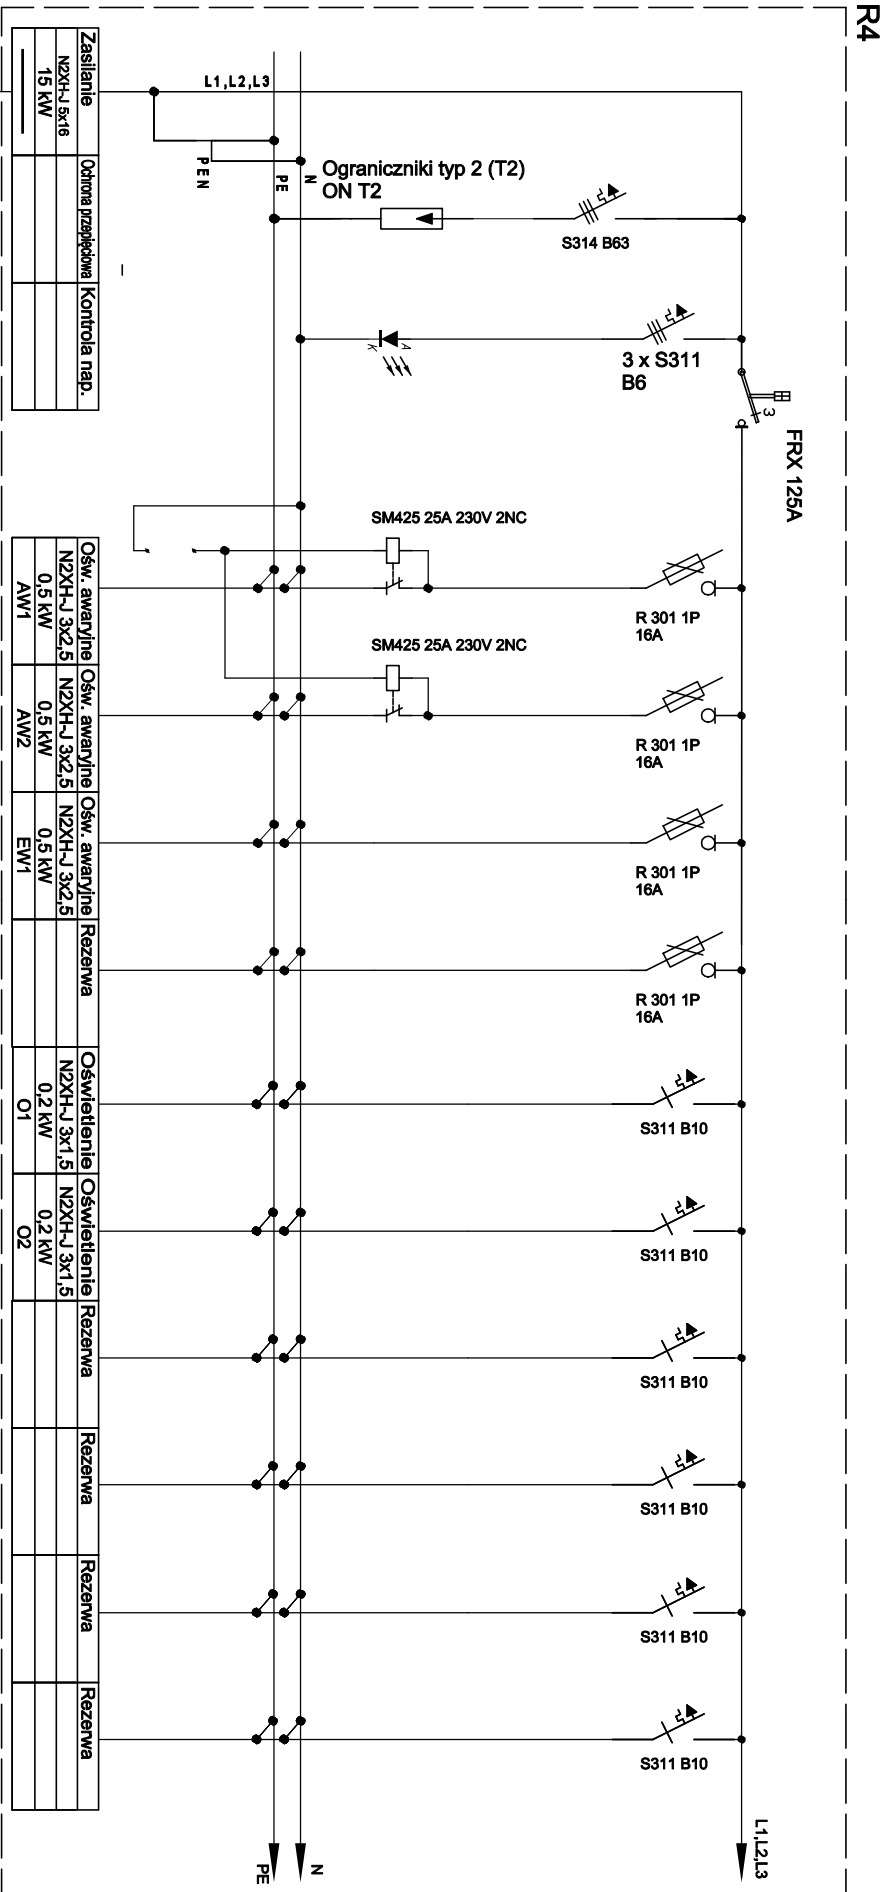 R4
Zasilanie
N2XH-J 5x16
15 kW
Ochrona przepięciowa
Kontrola nap.
L1,L2,L3
PEN
PE
N
Ograniczniki typ 2 (T2)
ON T2
S314 B63
A
K
3 x S311
B6
3
FRX 125A
SM425 25A 230V 2NC
R 301 1P
16A
Ośw. awaryjne
N2XH-J 3x2,5
0,5 kW
AW1
SM425 25A 230V 2NC
R 301 1P
16A
Ośw. awaryjne
N2XH-J 3x2,5
0,5 kW
AW2
R 301 1P
16A
Ośw. awaryjne
N2XH-J 3x2,5
0,5 kW
EW1
R 301 1P
16A
Rezerwa
S311 B10
Oświetlenie
N2XH-J 3x1,5
0,2 kW
O1
S311 B10
Oświetlenie
N2XH-J 3x1,5
0,2 kW
O2
S311 B10
Rezerwa
S311 B10
Rezerwa
S311 B10
Rezerwa
S311 B10
Rezerwa
L1,L2,L3
N
PE